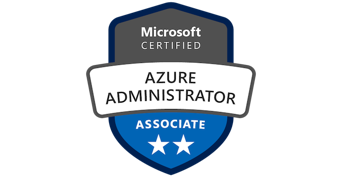 Microsoft
CERTIFIED
AZURE
ADMINISTRATOR
ASSOCIATE